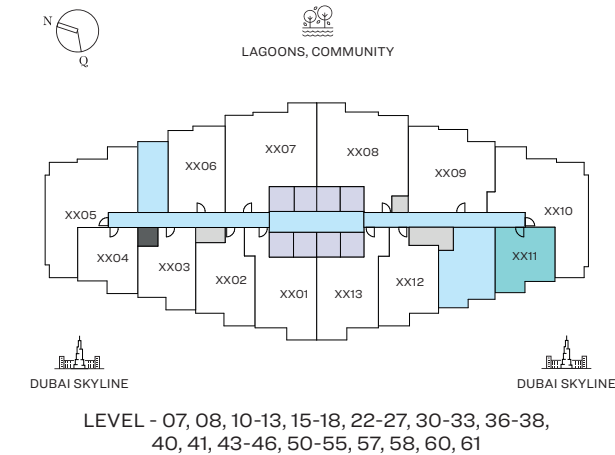 N
Q
LAGOONS, COMMUNITY
XX07
XX08
XX06
XX09
XX05
XX10
XX04
XX03
XX02
XX01
XX13
XX12
XX11
DUBAI SKYLINE
DUBAI SKYLINE
LEVEL - 07, 08, 10-13, 15-18, 22-27, 30-33, 36-38,
40, 41, 43-46, 50-55, 57, 58, 60, 61